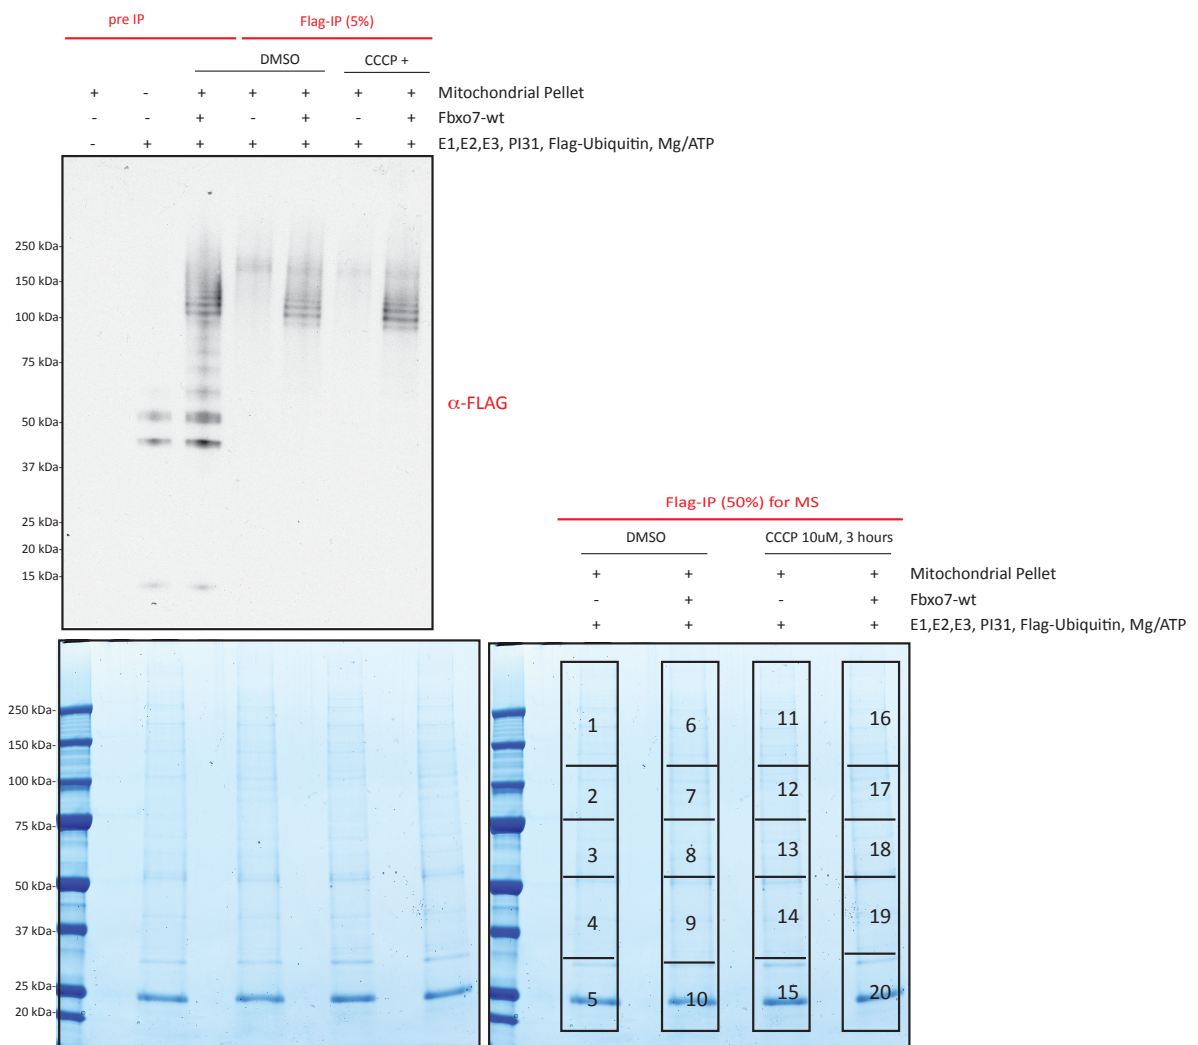 pre IP
Flag-IP (5%)
DMSO
CCCP +
+ - + + + + + Mitochondrial Pellet
- - + - + - + Fbxo7-wt
- + + + + + + E1,E2,E3, PI31, Flag-Ubiquitin, Mg/ATP
250 kDa-
150 kDa-
100 kDa-
75 kDa-
50 kDa-
37 kDa-
25 kDa-
20 kDa-
15 kDa-
α-FLAG
Flag-IP (50%) for MS
DMSO
CCCP 10uM, 3 hours
+ + + + Mitochondrial Pellet
- + - + Fbxo7-wt
+ + + + E1,E2,E3, PI31, Flag-Ubiquitin, Mg/ATP
250 kDa-
150 kDa-
100 kDa-
75 kDa-
50 kDa-
37 kDa-
25 kDa-
20 kDa-
1 6 11 16
2 7 12 17
3 8 13 18
4 9 14 19
5 10 15 20